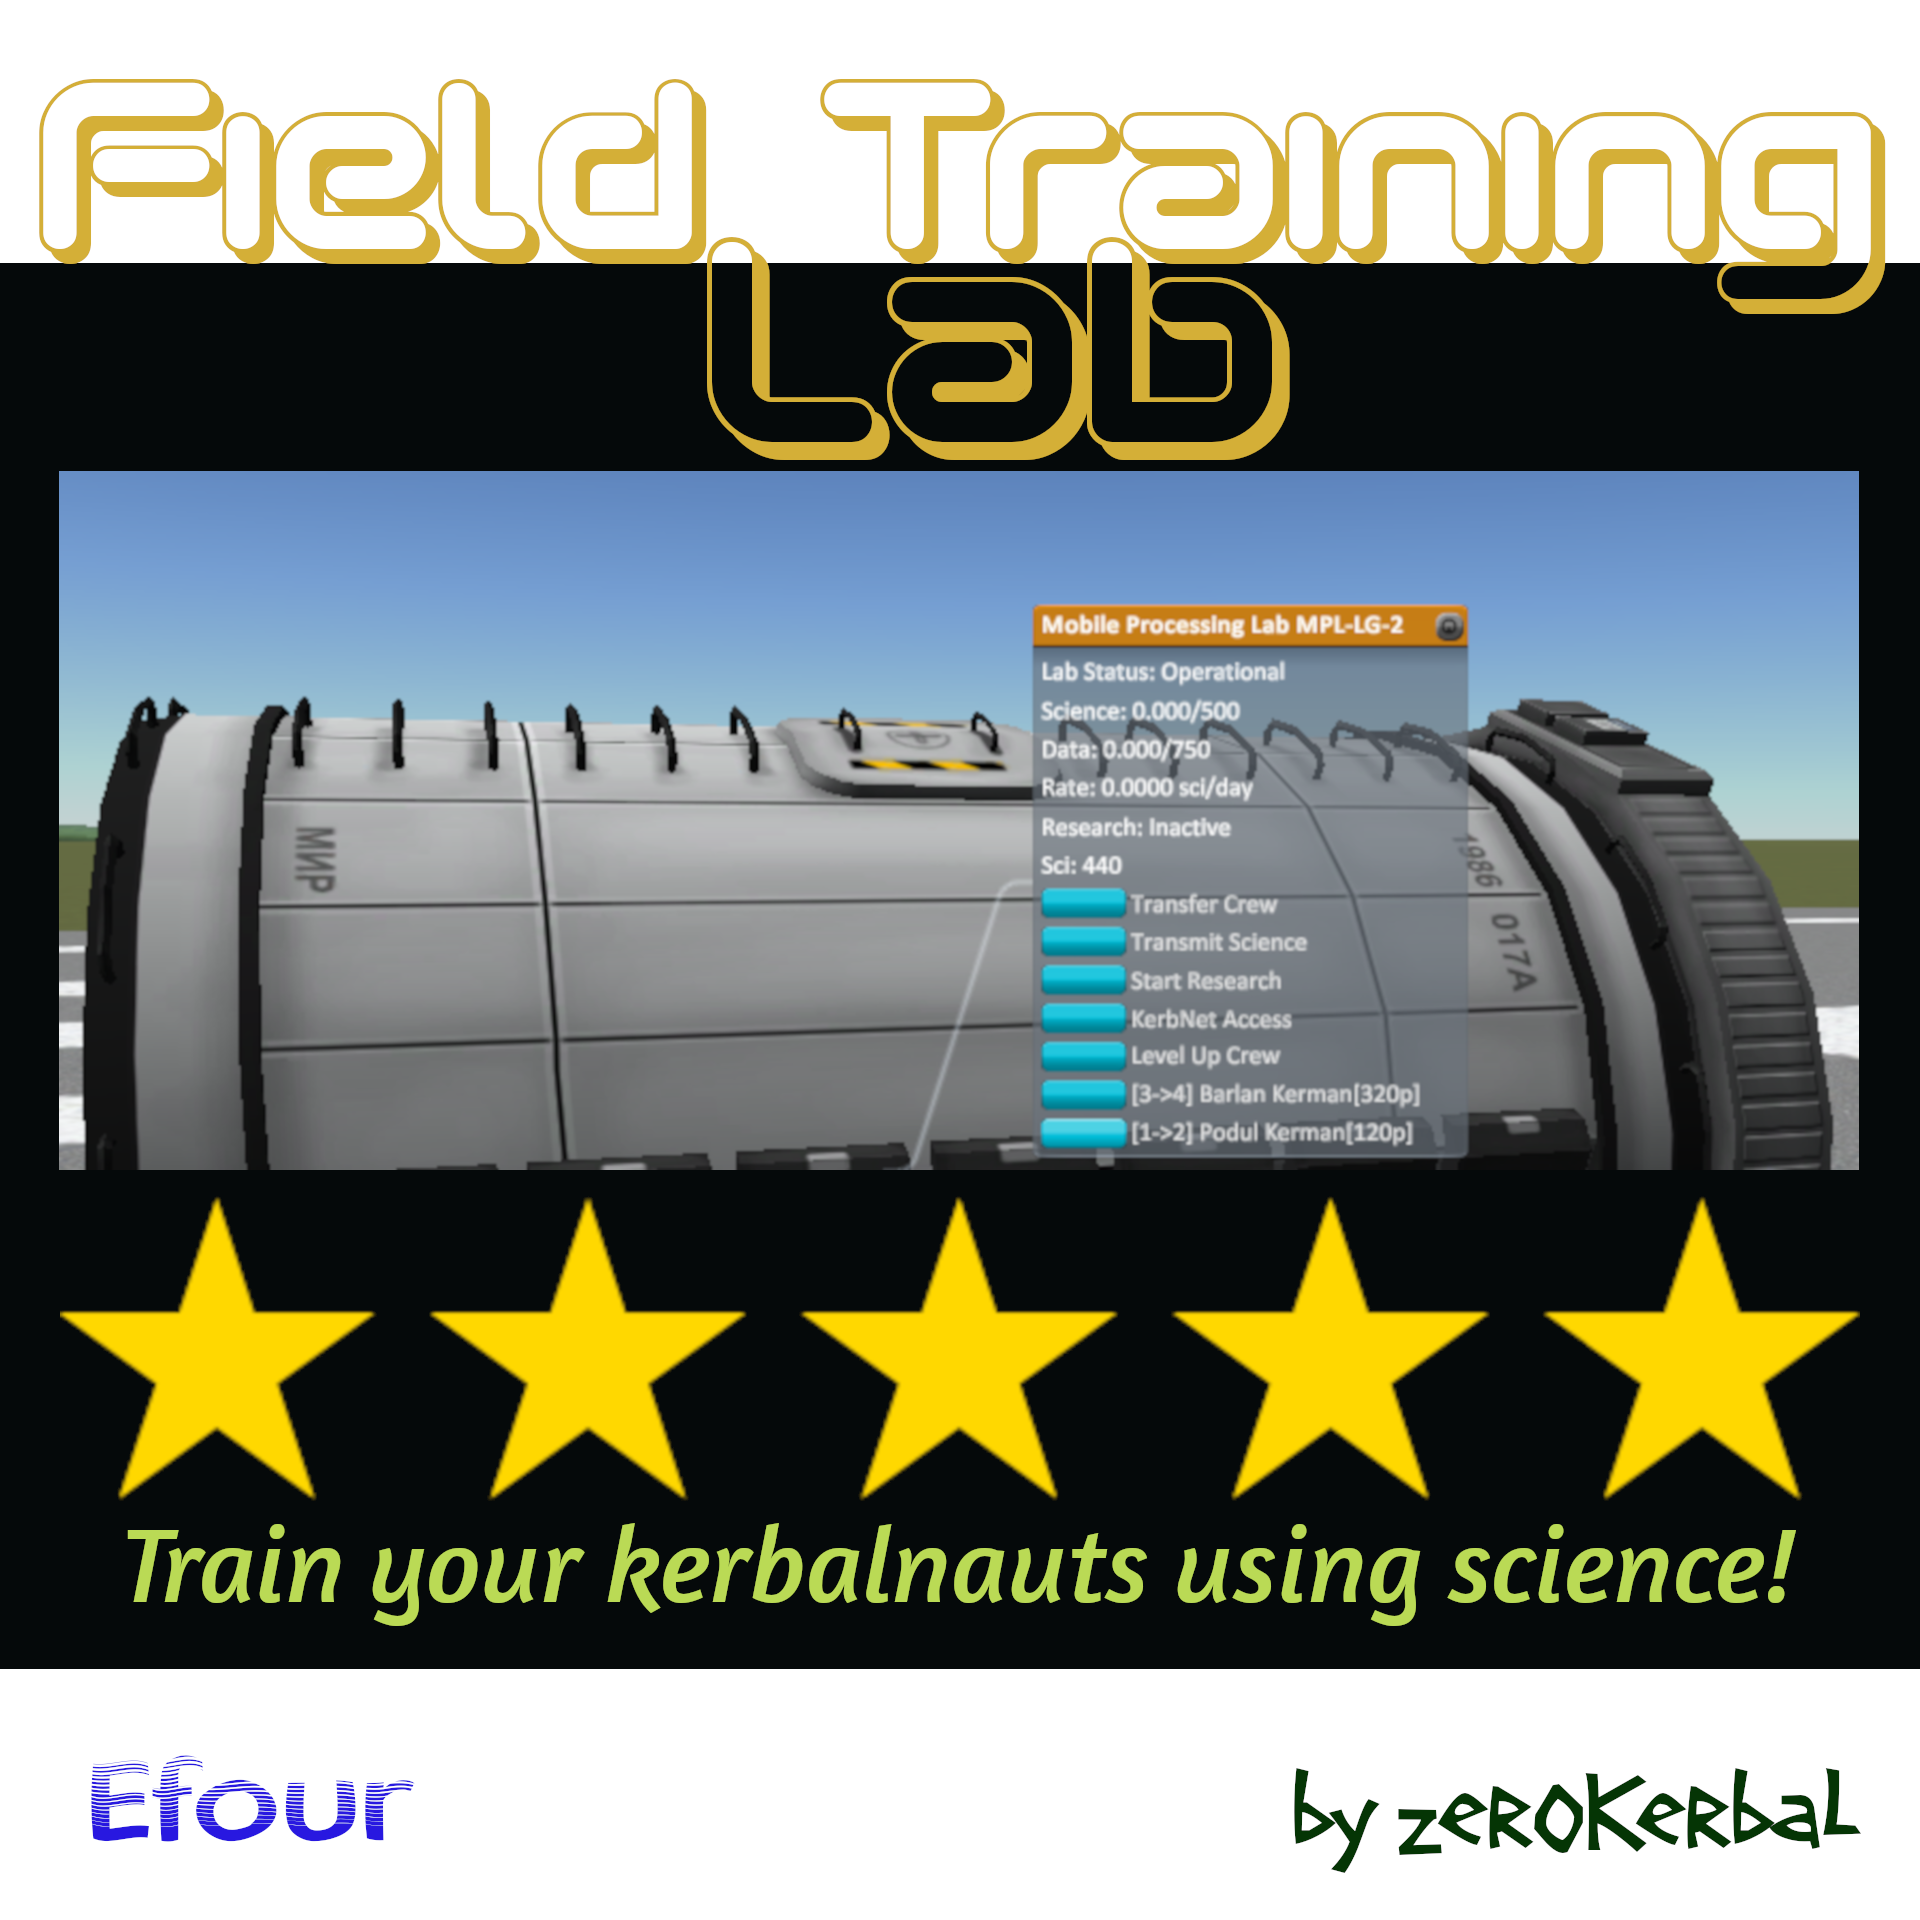 Field Training
Lab
Mobile Processing Lab MPL-LG-2
Lab Status: Operational
Science: 0.000/500
Data: 0.000/750
Rate: 0.0000 sci/day
Research: Inactive
Sci: 440
Transfer Crew
Transmit Science
Start Research
KerbNet Access
Level Up Crew
[3->4] Barlan Kerman[320p]
[1->2] Podul Kerman[120p]
МИР
1986
017A
Train your kerbalnauts using science!
Efour
by zeroKerbal